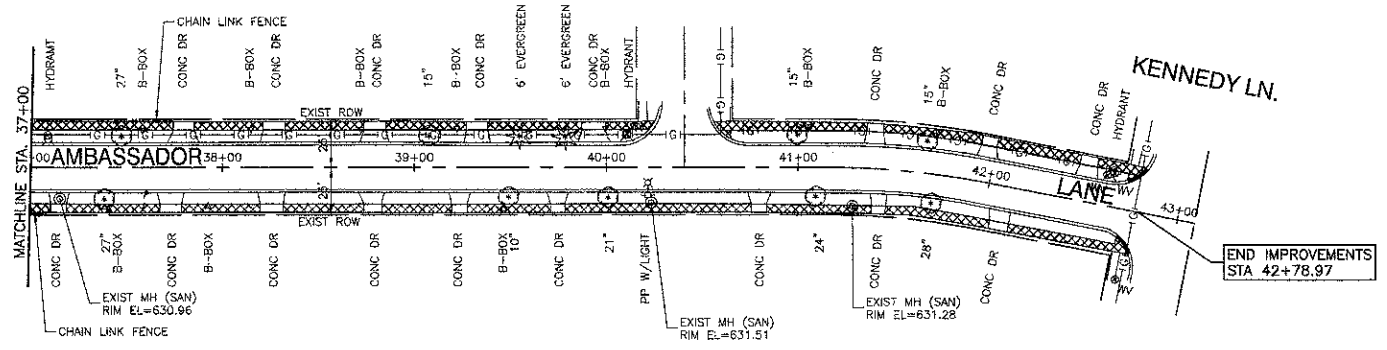 CHAIN LINK FENCE
HYDRAMT
27"
B-BOX
CONC DR
B-BOX
CONC DR
B-BOX
CONC DR
15"
B-BOX
CONC DR
6' EVERGREEN
6' EVERGREEN
CONC DR
B-BOX
HYDRANT
15"
B-BOX
CONC DR
15"
B-BOX
CONC DR
CONC DR
HYDRANT
KENNEDY LN.
MATCHLINE STA. 37+00
EXIST ROW
G G G G G G G G G G G G G G
00
AMBASSADOR
38+00
39+00
40+00
41+00
42+00
LANE
43+00
WV
EXIST ROW
CONC DR
27"
B-BOX
CONC DR
B-BOX
CONC DR
CONC DR
CONC DR
B-BOX
10"
CONC DR
21"
PP W/LIGHT
CONC DR
24"
CONC DR
28"
CONC DR
WV
END IMPROVEMENTS
STA 42+78.97
EXIST MH (SAN)
RIM EL=630.96
CHAIN LINK FENCE
EXIST MH (SAN)
RIM EL=631.51
EXIST MH (SAN)
RIM EL=631.28